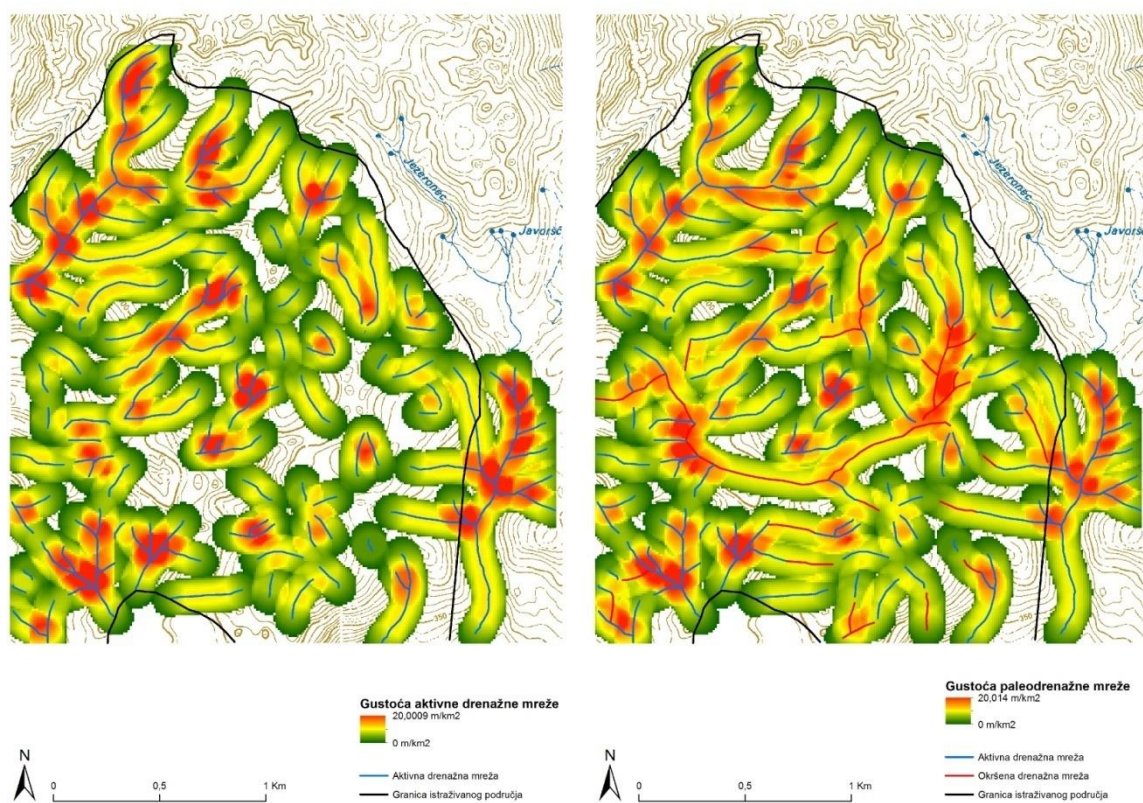 Jezeronec
Javoršć
350
Gustoća aktivne drenažne mreže
20,0009 m/km2
0 m/km2
N
Aktivna drenažna mreža
0 0,5 1 Km
Granica istraživanog područja
Jezeronec
Javoršć
350
Gustoća paleodrenažne mreže
20,014 m/km2
0 m/km2
N
Aktivna drenažna mreža
Okršena drenažna mreža
0 0,5 1 Km
Granica istraživanog područja